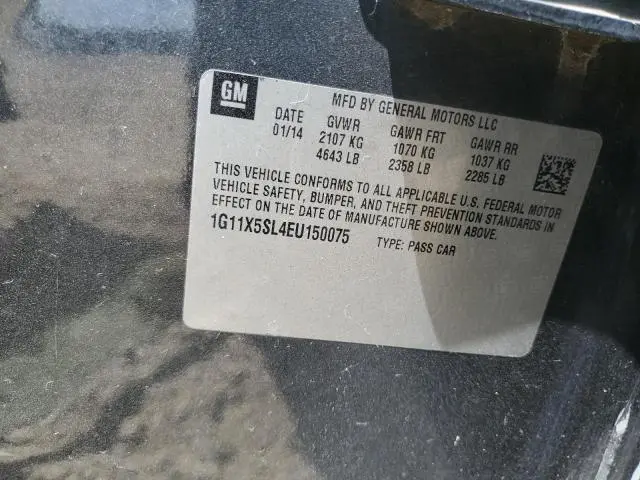 GM
MFD BY GENERAL MOTORS LLC
DATE GVWR GAWR FRT GAWR RR
01/14 2107 KG 1070 KG 1037 KG
4643 LB 2358 LB 2285 LB
THIS VEHICLE CONFORMS TO ALL APPLICABLE U.S. FEDERAL MOTOR
VEHICLE SAFETY, BUMPER, AND THEFT PREVENTION STANDARDS IN
EFFECT ON THE DATE OF MANUFACTURE SHOWN ABOVE.
1G11X5SL4EU150075 TYPE: PASS CAR